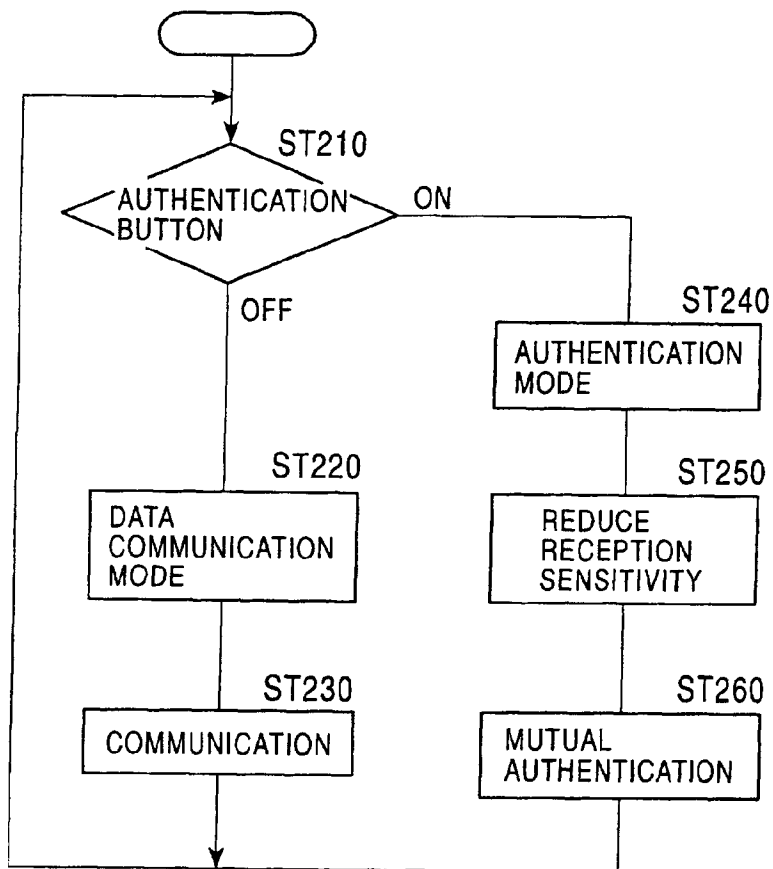 ST210
AUTHENTICATION
BUTTON
ON
OFF
ST240
AUTHENTICATION
MODE
ST220
DATA
COMMUNICATION
MODE
ST250
REDUCE
RECEPTION
SENSITIVITY
ST230
COMMUNICATION
ST260
MUTUAL
AUTHENTICATION